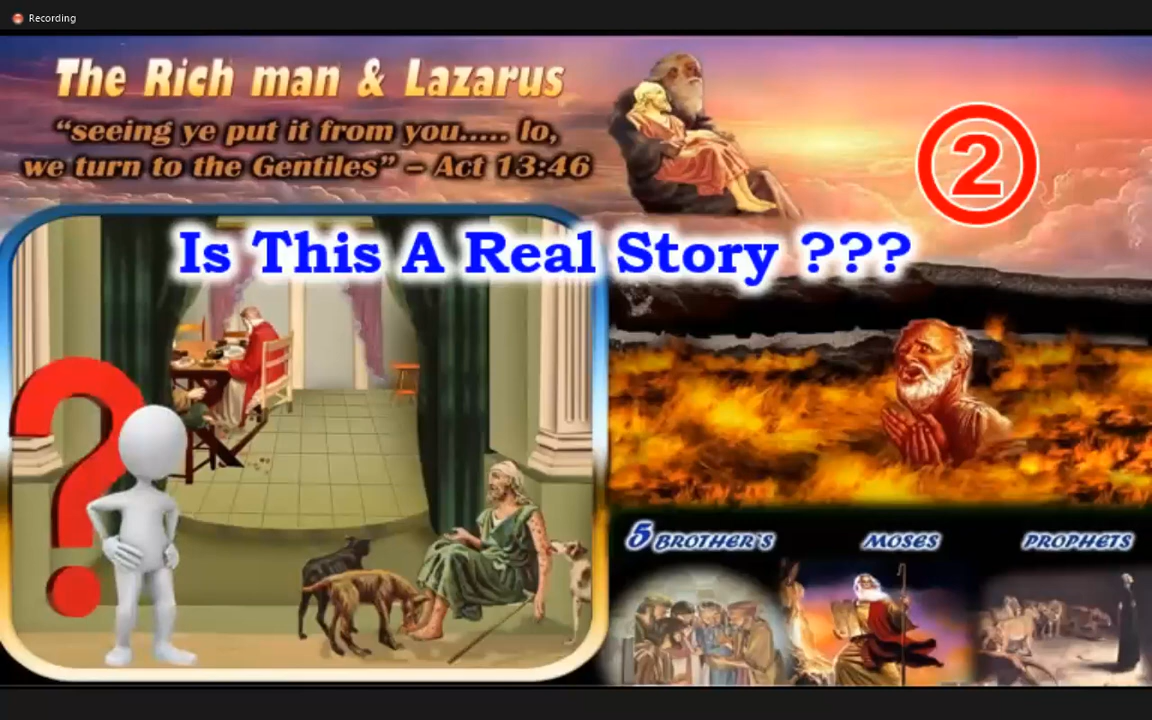 Recording
The Rich man & Lazarus
“seeing ye put it from you..... lo,
we turn to the Gentiles” – Act 13:46
2
Is This A Real Story ???
?
5 BROTHER'S
MOSES
PROPHETS